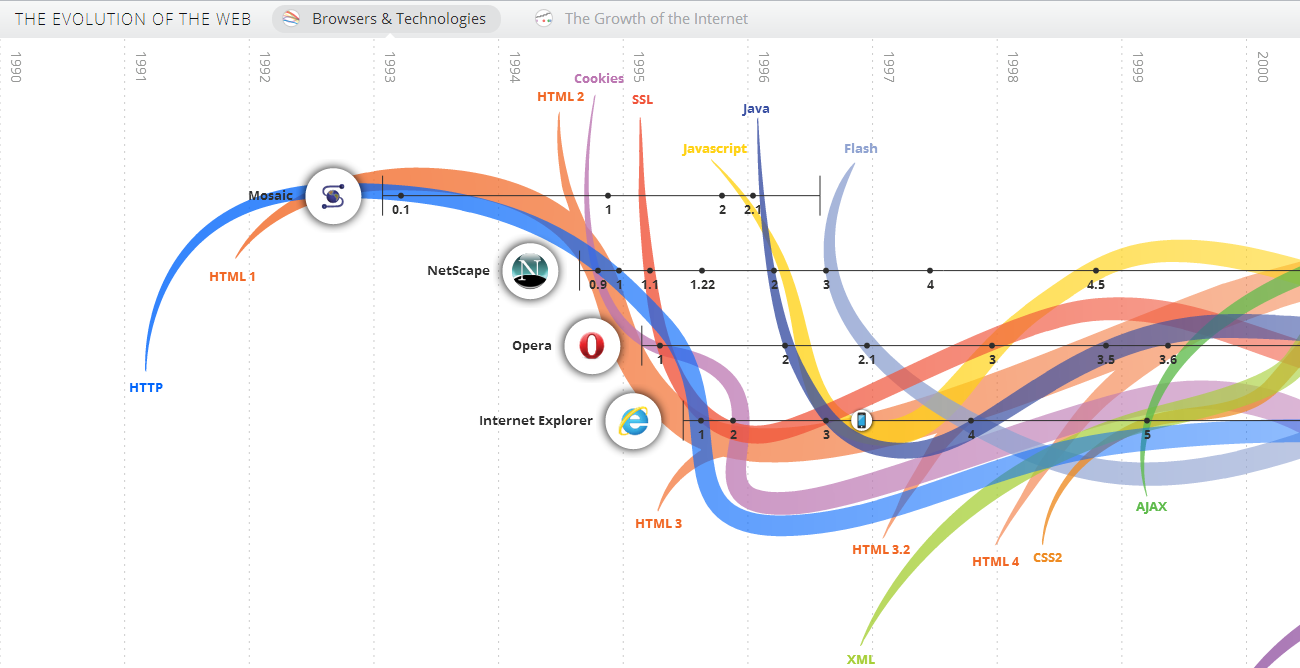 THE EVOLUTION OF THE WEB Browsers & Technologies The Growth of the Internet
1990 1991 1992 1993 1994 1995 1996 1997 1998 1999 2000
Cookies
HTML 2 SSL
Java
Javascript Flash
Mosaic
0.1 1 2 2.1
HTML 1
NetScape N
0.9 1 1.1 1.22 2 3 4 4.5
Opera
1 2 2.1 3 3.5 3.6
HTTP
Internet Explorer
1 2 3 4 5
AJAX
HTML 3
HTML 3.2
HTML 4 CSS2
XML